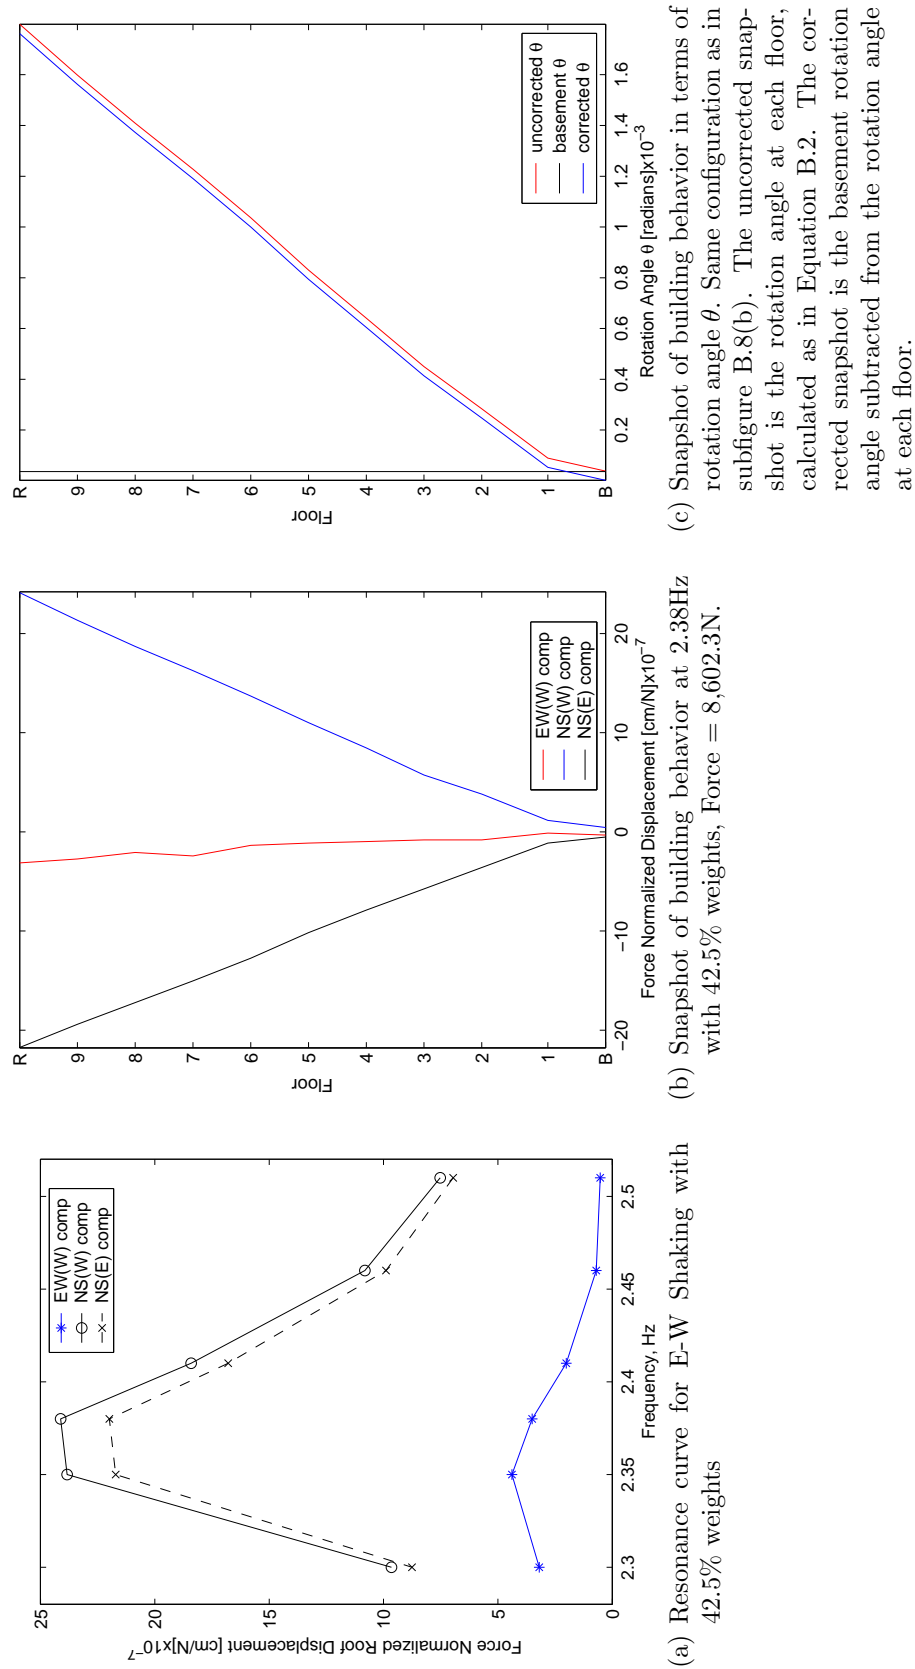 25
20
15
10
5
0
2.3
2.35
2.4
2.45
2.5
Force Normalized Roof Displacement [cm/N]x10−7
Frequency, Hz
EW(W) comp
NS(W) comp
NS(E) comp
(a) Resonance curve for E-W Shaking with
42.5% weights
R
9
8
7
6
5
4
3
2
1
B
Floor
−20
−10
0
10
20
Force Normalized Displacement [cm/N]x10−7
EW(W) comp
NS(W) comp
NS(E) comp
(b) Snapshot of building behavior at 2.38Hz
with 42.5% weights, Force = 8,602.3N.
R
9
8
7
6
5
4
3
2
1
B
Floor
0.2
0.4
0.6
0.8
1
1.2
1.4
1.6
Rotation Angle θ [radians]x10−3
uncorrected θ
basement θ
corrected θ
(c) Snapshot of building behavior in terms of
rotation angle θ. Same configuration as in
subfigure B.8(b). The uncorrected snap-
shot is the rotation angle at each floor,
calculated as in Equation B.2. The cor-
rected snapshot is the basement rotation
angle subtracted from the rotation angle
at each floor.